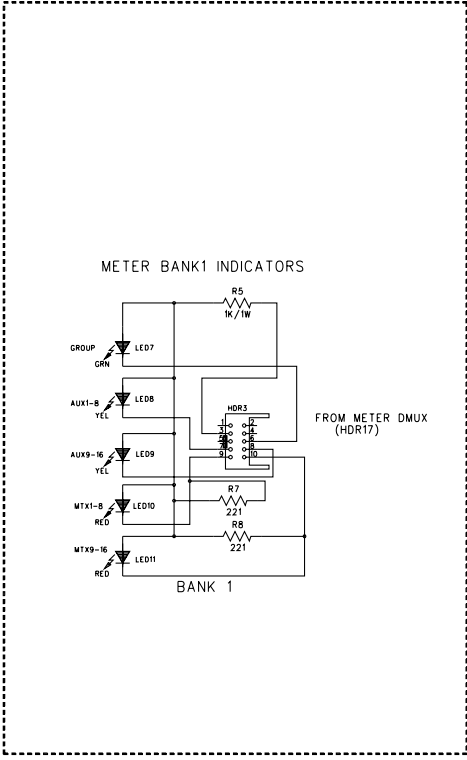 METER BANK1 INDICATORS
R5
1K/1W
GROUP
LED7
GRN
AUX1-8
LED8
YEL
HDR3
1
2
3
4
5
6
7
8
9
10
FROM METER DMUX
(HDR17)
AUX9-16
LED9
YEL
R7
221
MTX1-8
LED10
RED
R8
221
MTX9-16
LED11
RED
BANK 1